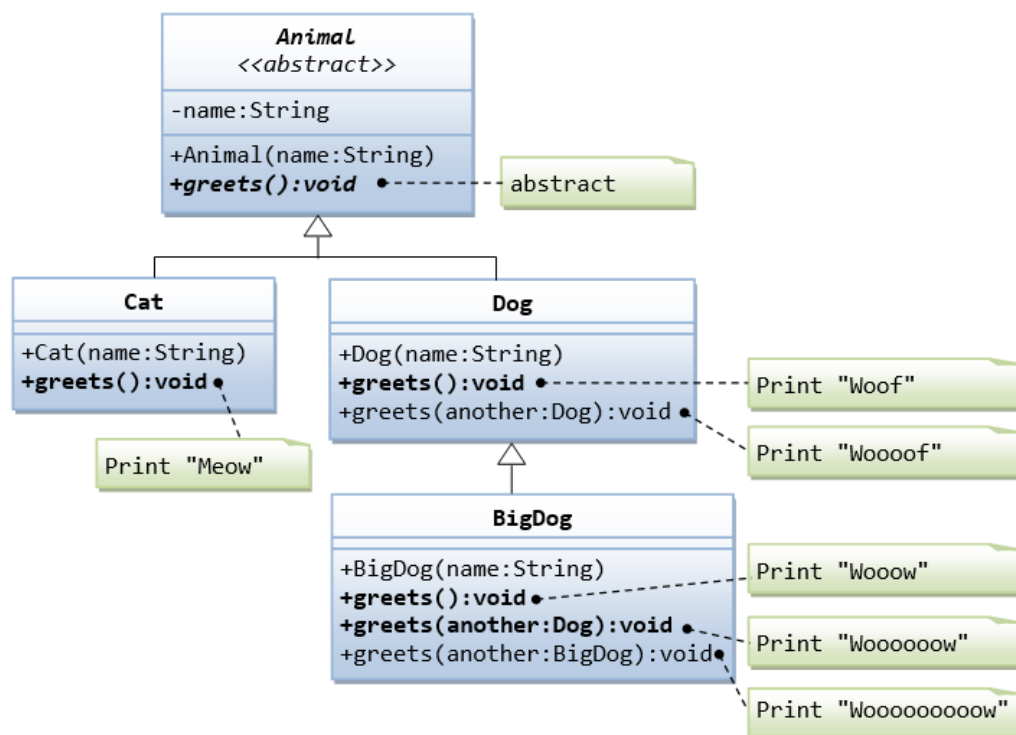 Animal
<<abstract>>
-name:String
+Animal(name:String)
+greets():void
abstract
Cat
+Cat(name:String)
+greets():void
Print "Meow"
Dog
+Dog(name:String)
+greets():void
+greets(another:Dog):void
Print "Woof"
Print "Woooof"
BigDog
+BigDog(name:String)
+greets():void
+greets(another:Dog):void
+greets(another:BigDog):void
Print "Wooow"
Print "Woooooow"
Print "Wooooooooow"